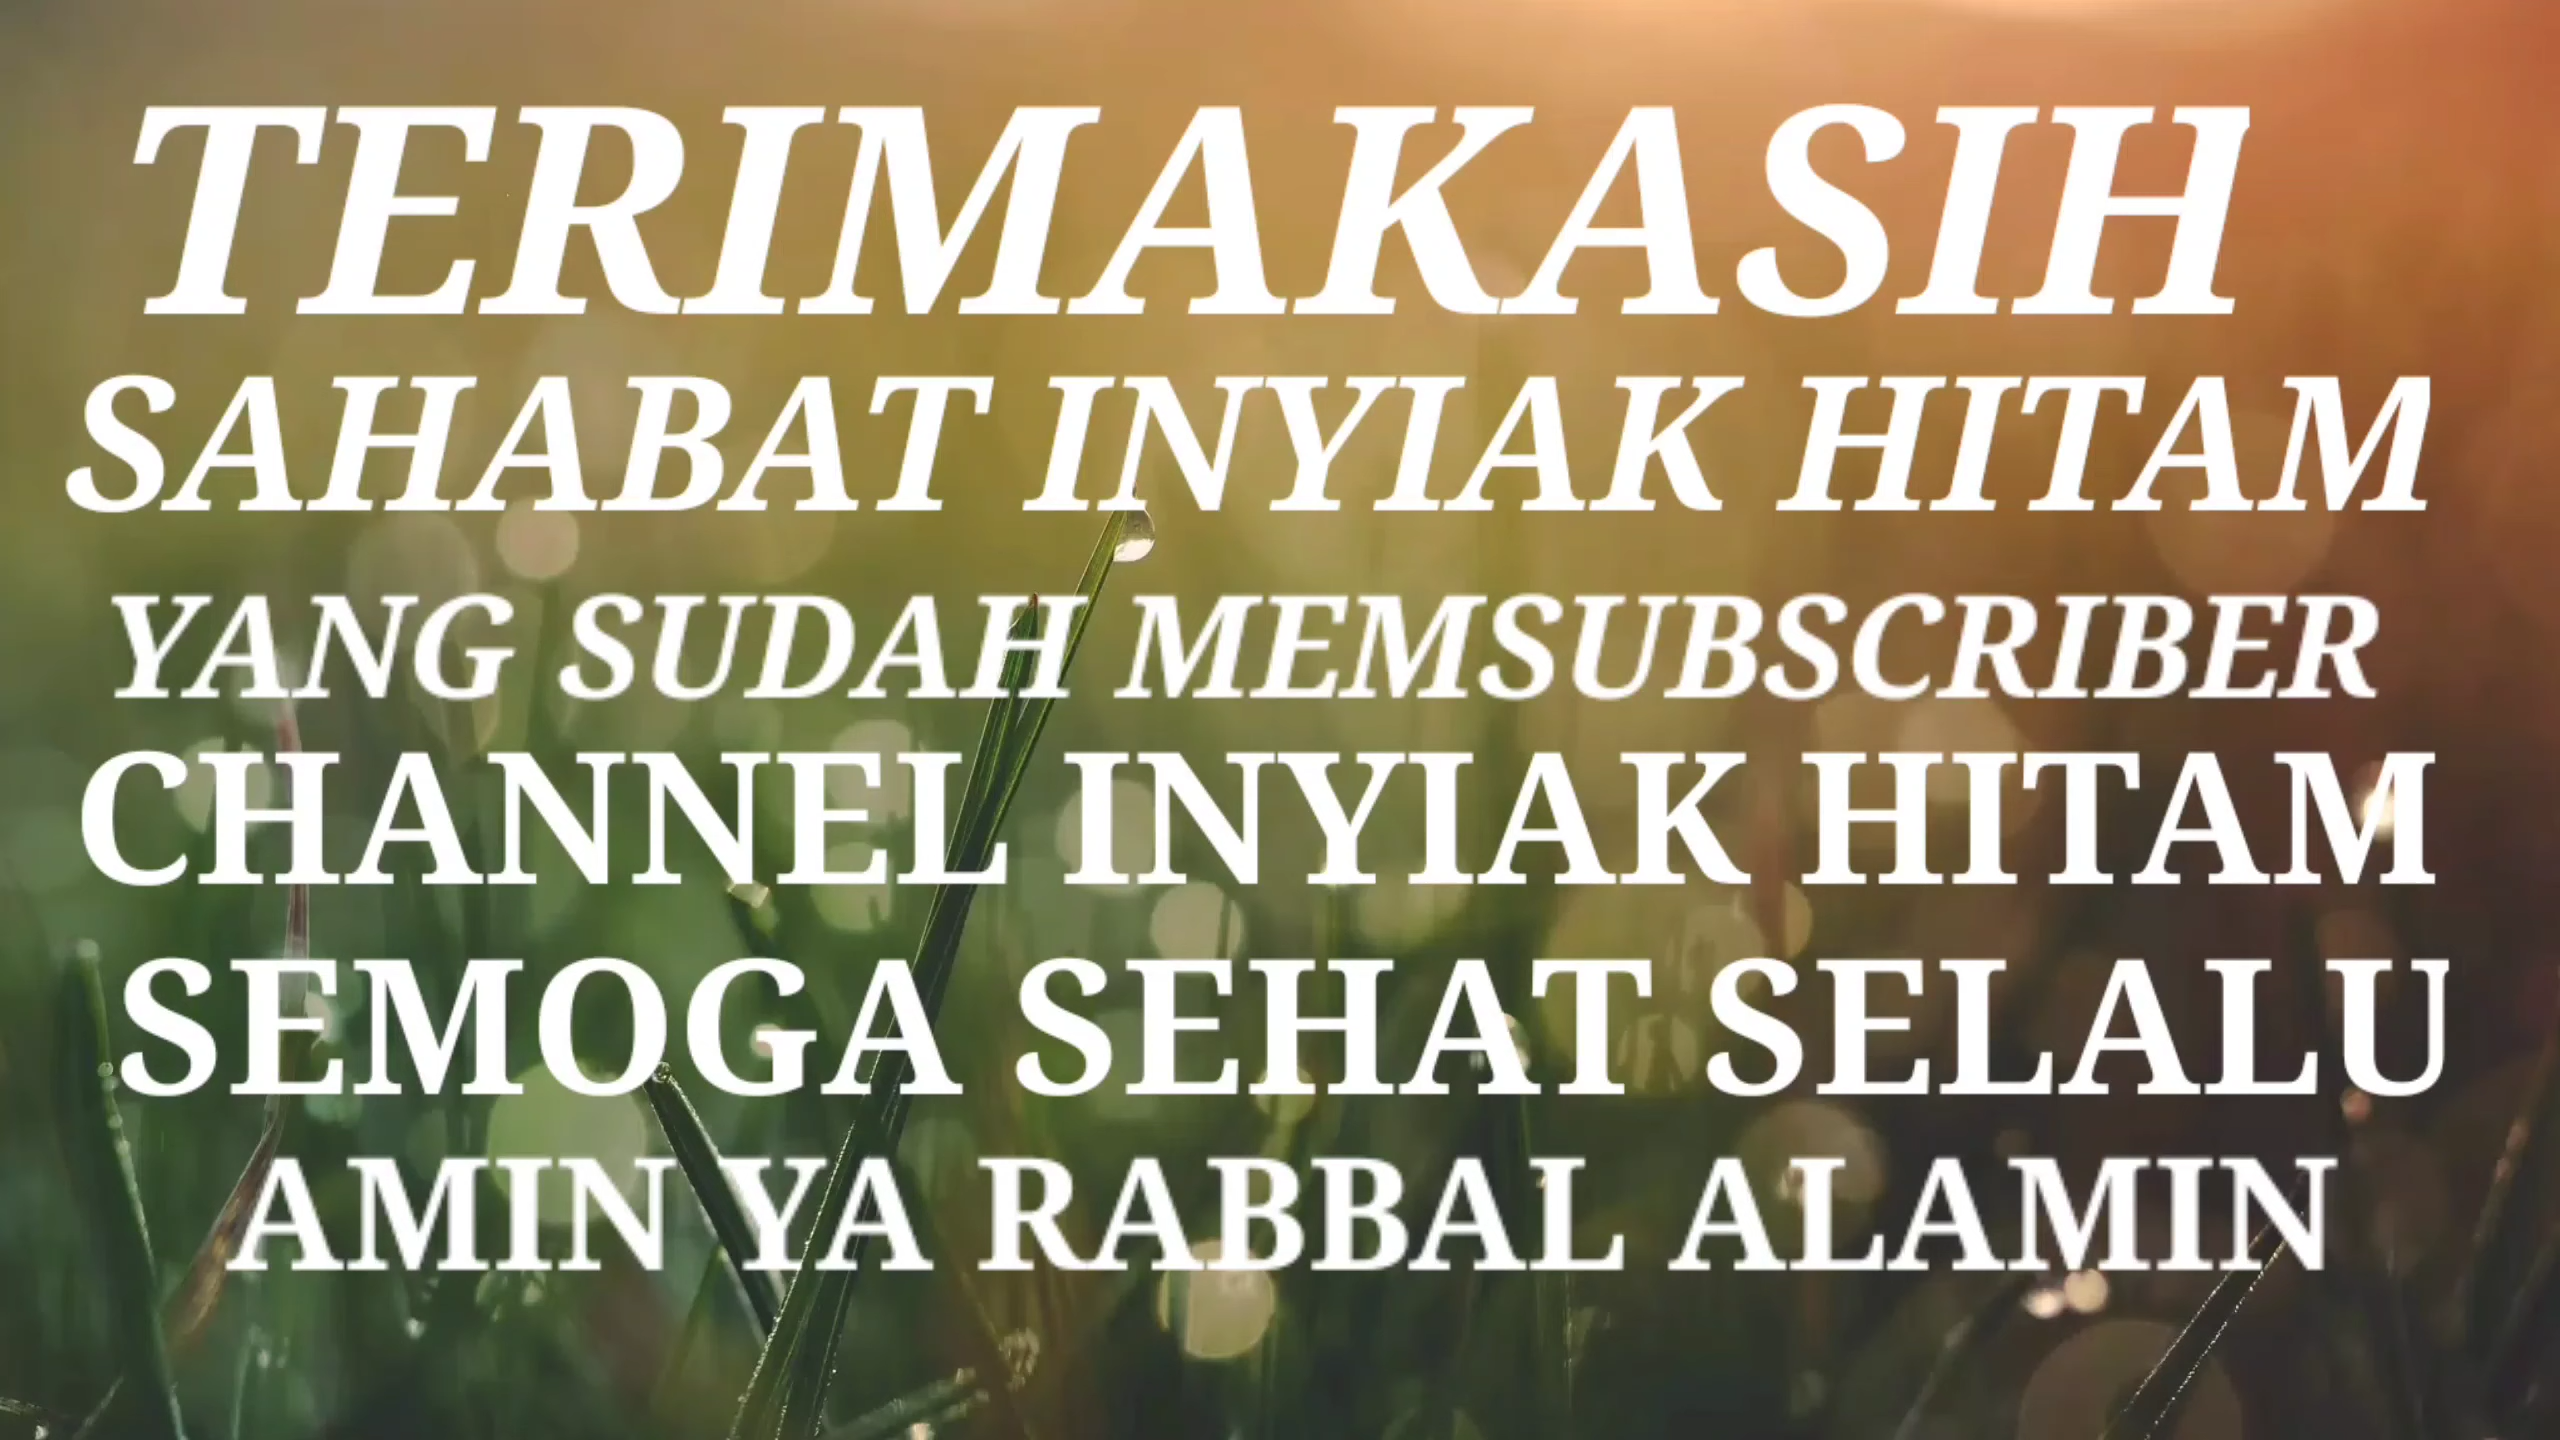 TERIMAKASIH
SAHABAT INYIAK HITAM
YANG SUDAH MEMSUBSCRIBER
CHANNEL INYIAK HITAM
SEMOGA SEHAT SELALU
AMIN YA RABBAL ALAMIN